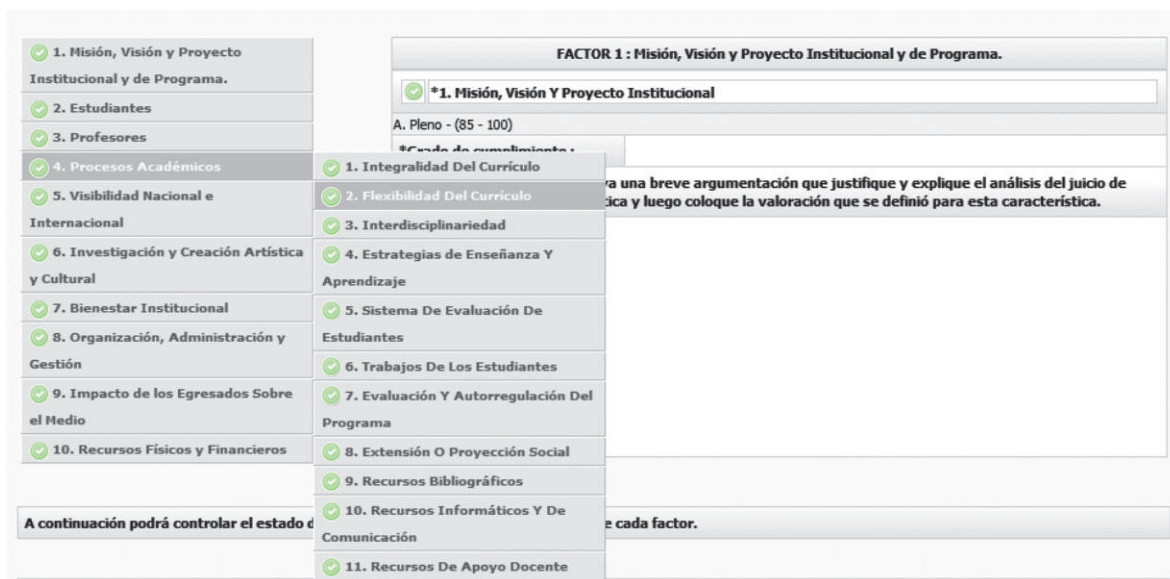 1. Misión, Visión y Proyecto
Institucional y de Programa.
2. Estudiantes
3. Profesores
4. Procesos Académicos
5. Visibilidad Nacional e
Internacional
6. Investigación y Creación Artística
y Cultural
7. Bienestar Institucional
8. Organización, Administración y
Gestión
9. Impacto de los Egresados Sobre
el Medio
10. Recursos Físicos y Financieros
1. Integralidad Del Currículo
2. Flexibilidad Del Currículo
3. Interdisciplinariedad
4. Estrategias de Enseñanza Y
Aprendizaje
5. Sistema De Evaluación De
Estudiantes
6. Trabajos De Los Estudiantes
7. Evaluación Y Autorregulación Del
Programa
8. Extensión O Proyección Social
9. Recursos Bibliográficos
10. Recursos Informáticos Y De
Comunicación
11. Recursos De Apoyo Docente
FACTOR 1 : Misión, Visión y Proyecto Institucional y de Programa.
*1. Misión, Visión Y Proyecto Institucional
A. Pleno - (85 - 100)
*Grado de cumplimiento :
una breve argumentación que justifique y explique el análisis del juicio de
y luego coloque la valoración que se definió para esta característica.
A continuación podrá controlar el estado
cada factor.